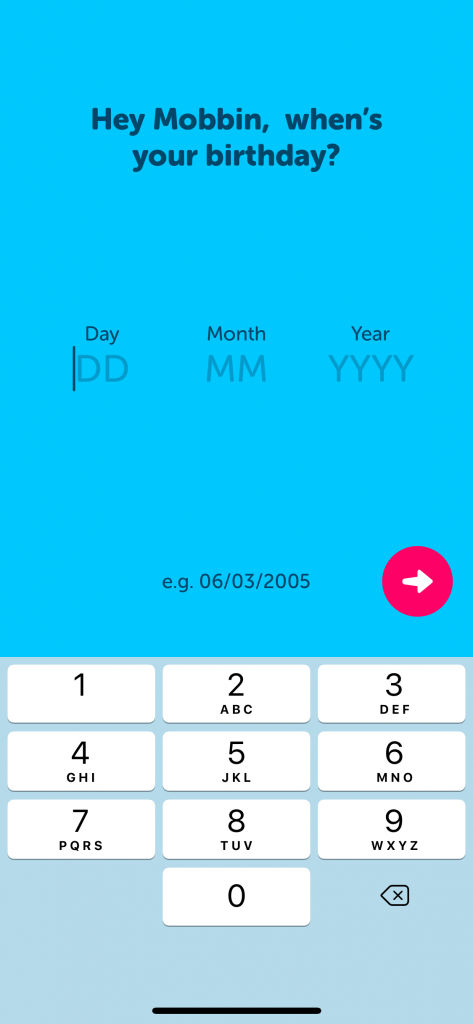 Hey Mobbin, when's
your birthday?
Day Month Year
DD MM YYYY
e.g. 06/03/2005
1 2 3
ABC DEF
4 5 6
GHI JKL MNO
7 8 9
PQRS TUV WXYZ
0